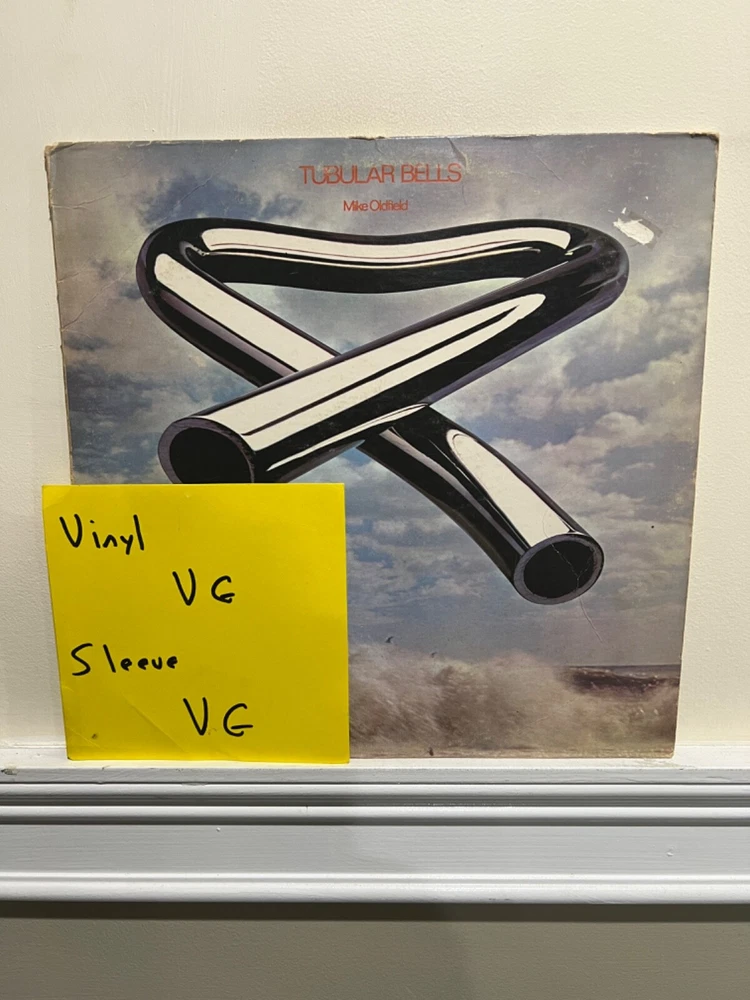 TUBULAR BELLS
Mike Oldfield
Vinyl
VG
Sleeve
VG